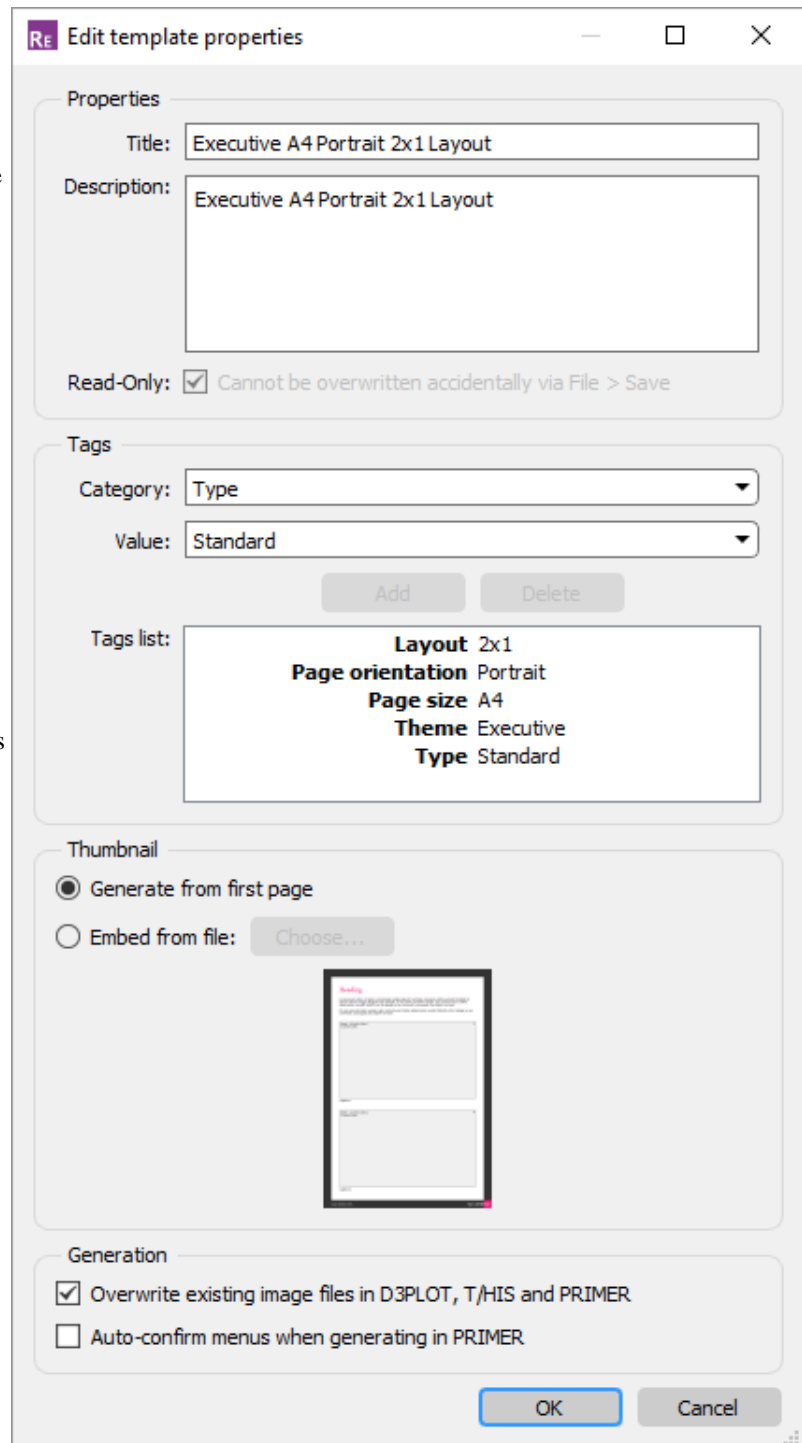 RE Edit template properties
Properties
Title: Executive A4 Portrait 2x1 Layout
Description: Executive A4 Portrait 2x1 Layout
Read-Only: Cannot be overwritten accidentally via File > Save
Tags
Category: Type
Value: Standard
Add Delete
Tags list: Layout 2x1
Page orientation Portrait
Page size A4
Theme Executive
Type Standard
Thumbnail
Generate from first page
Embed from file: Choose...
Heading
Generation
Overwrite existing image files in D3PLOT, T/HIS and PRIMER
Auto-confirm menus when generating in PRIMER
OK Cancel